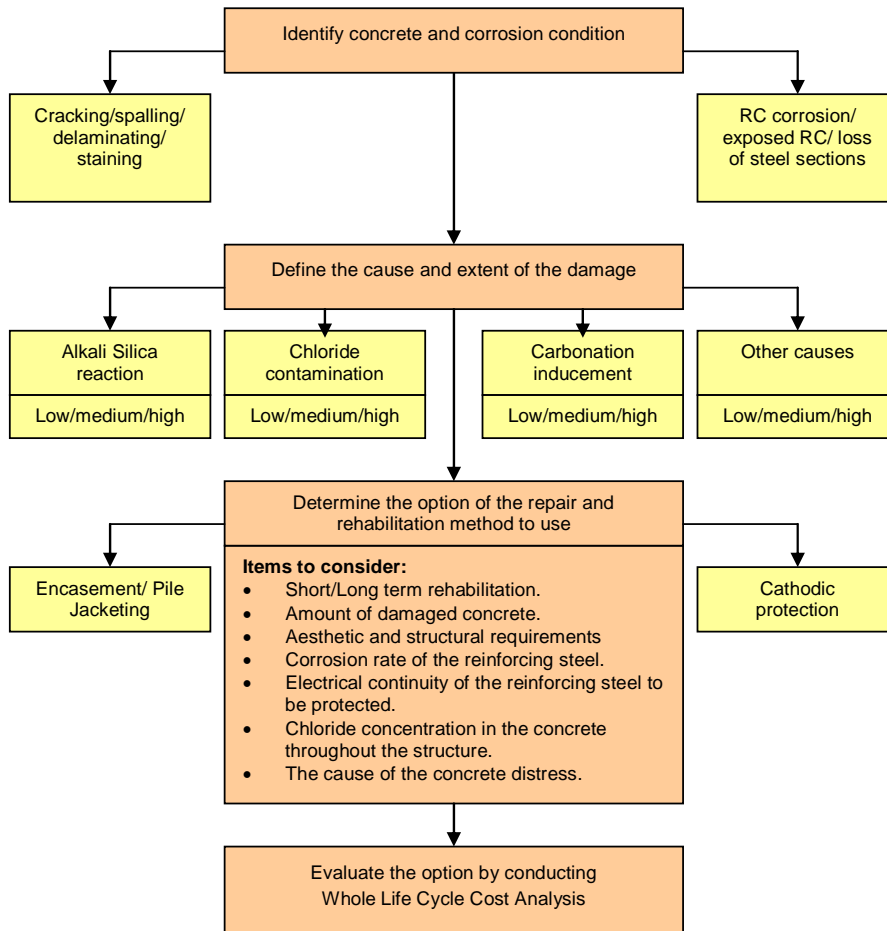 Identify concrete and corrosion condition
Cracking/spalling/
delaminating/
staining
RC corrosion/
exposed RC/ loss
of steel sections
Define the cause and extent of the damage
Alkali Silica
reaction
Low/medium/high
Chloride
contamination
Low/medium/high
Carbonation
inducement
Low/medium/high
Other causes
Low/medium/high
Determine the option of the repair and
rehabilitation method to use
Encasement/ Pile
Jacketing
Items to consider:
• Short/Long term rehabilitation.
• Amount of damaged concrete.
• Aesthetic and structural requirements
• Corrosion rate of the reinforcing steel.
• Electrical continuity of the reinforcing steel to
be protected.
• Chloride concentration in the concrete
throughout the structure.
• The cause of the concrete distress.
Cathodic
protection
Evaluate the option by conducting
Whole Life Cycle Cost Analysis